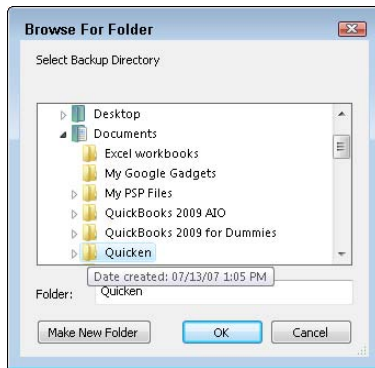 Browse For Folder
Select Backup Directory
Desktop
Documents
Excel workbooks
My Google Gadgets
My PSP Files
QuickBooks 2009 AIO
QuickBooks 2009 for Dummies
Quicken
Date created: 07/13/07 1:05 PM
Folder: Quicken
Make New Folder OK Cancel